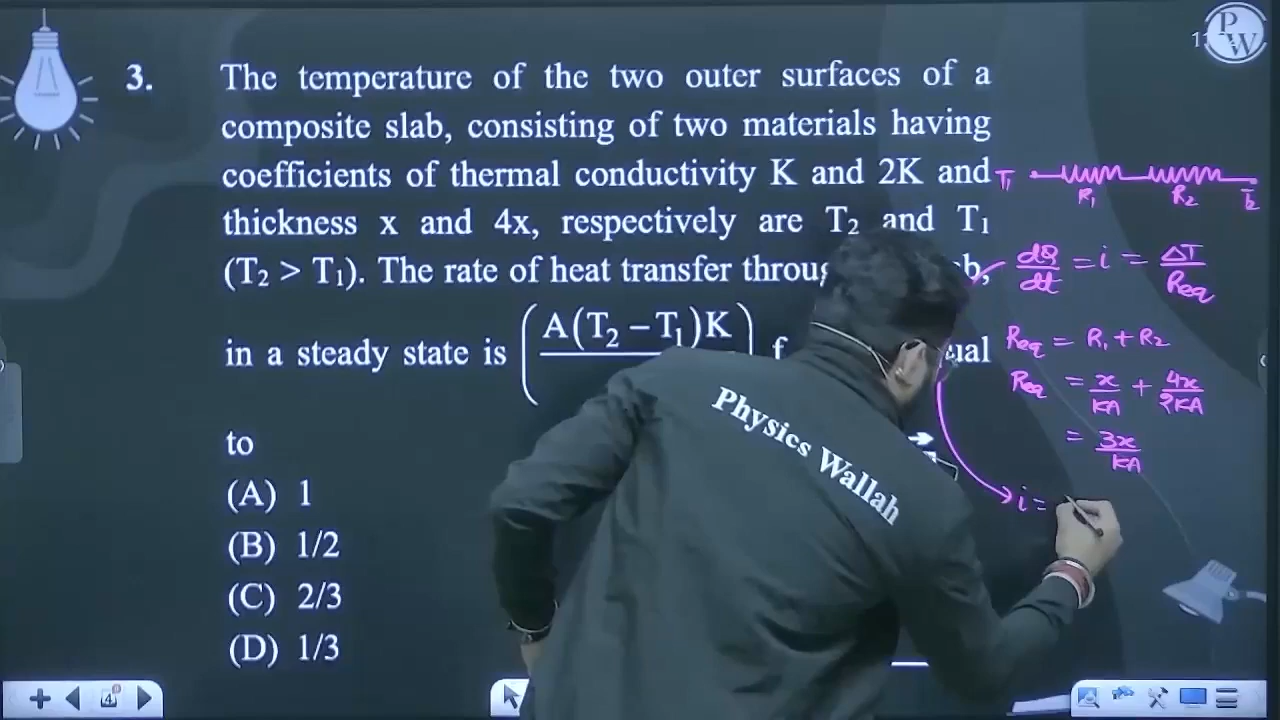 3. The temperature of the two outer surfaces of a
composite slab, consisting of two materials having
coefficients of thermal conductivity K and 2K and
thickness x and 4x, respectively are T₂ and T₁
(T₂ > T₁). The rate of heat transfer
in a steady state is (A(T₂ – T₁)K)
to
(A) 1
(B) 1/2
(C) 2/3
(D) 1/3
T₁ R₁ R₂ T₂
dQ/dt = i = ΔT/Req
Req = R₁ + R₂
Req = x/KA + 4x/2KA
= 3x/KA
i =
Physics Wallah
PW
4